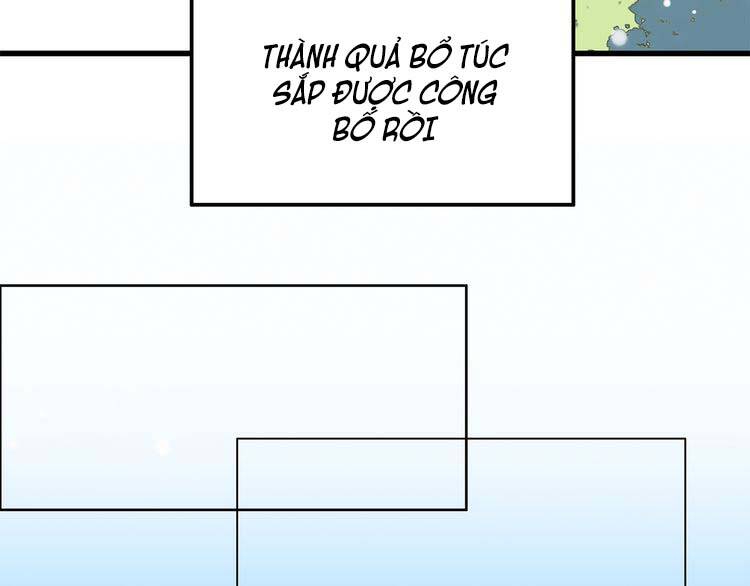 THÀNH QUẢ BỔ TÚC
SẮP ĐƯỢC CÔNG
BỐ RỒI